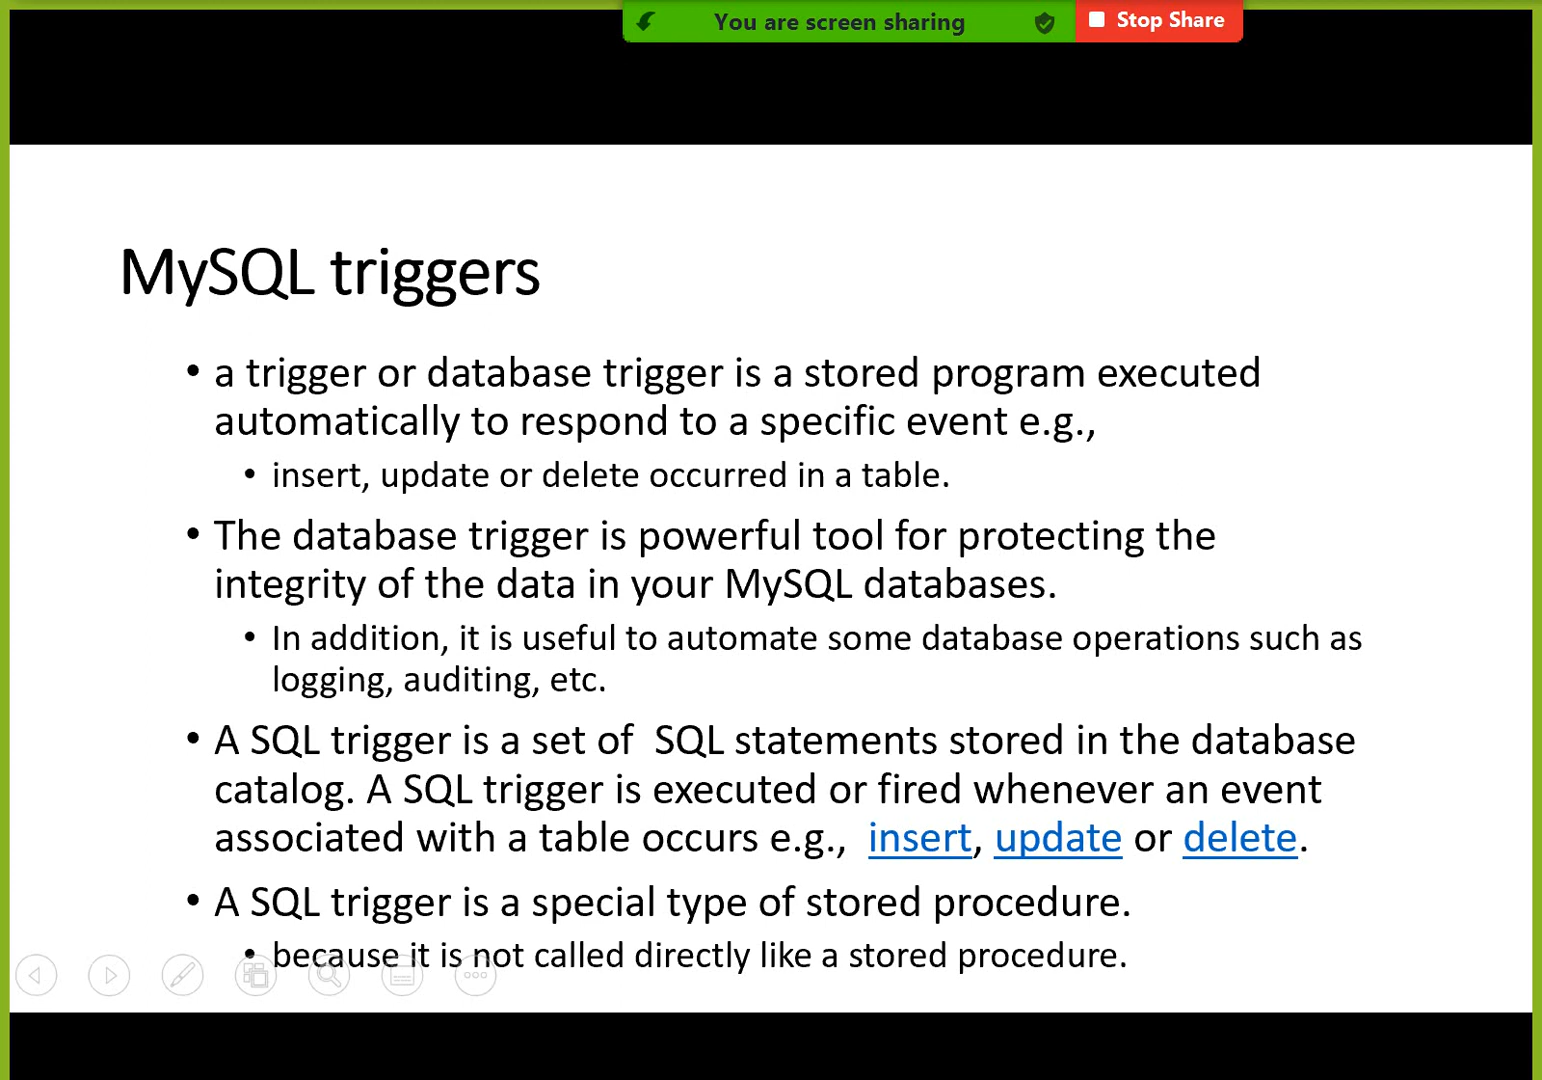 You are screen sharing
Stop Share
MySQL triggers
• a trigger or database trigger is a stored program executed
automatically to respond to a specific event e.g.,
• insert, update or delete occurred in a table.
• The database trigger is powerful tool for protecting the
integrity of the data in your MySQL databases.
• In addition, it is useful to automate some database operations such as
logging, auditing, etc.
• A SQL trigger is a set of  SQL statements stored in the database
catalog. A SQL trigger is executed or fired whenever an event
associated with a table occurs e.g.,  insert, update or delete.
• A SQL trigger is a special type of stored procedure.
• because it is not called directly like a stored procedure.